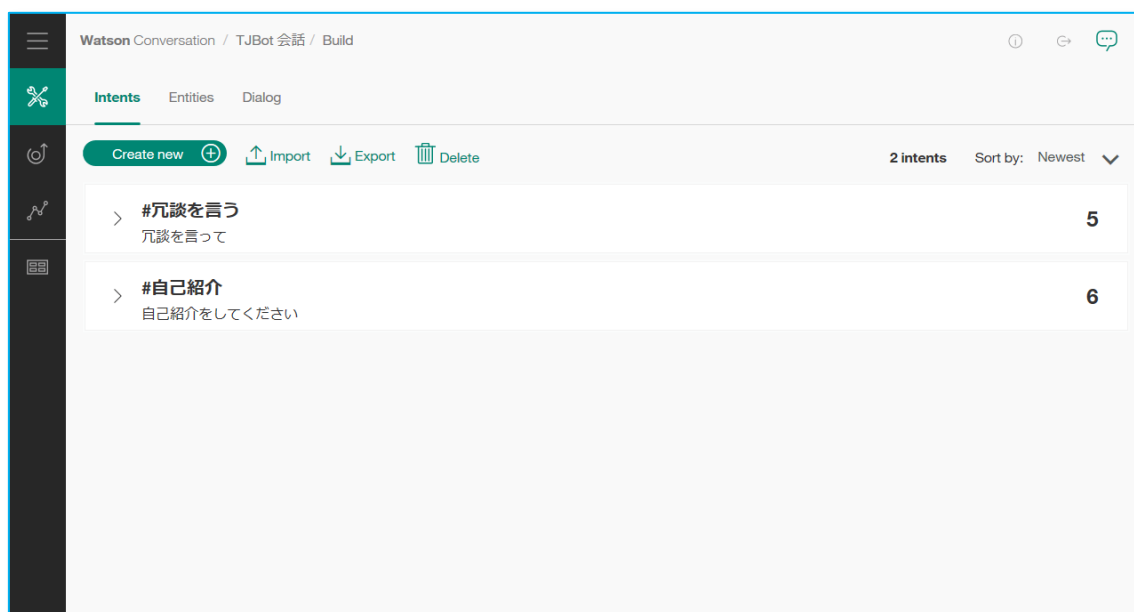 Watson Conversation / TJBot 会話 / Build
Intents Entities Dialog
Create new Import Export Delete 2 intents Sort by: Newest
#冗談を言う
冗談を言って
5
#自己紹介
自己紹介をしてください
6